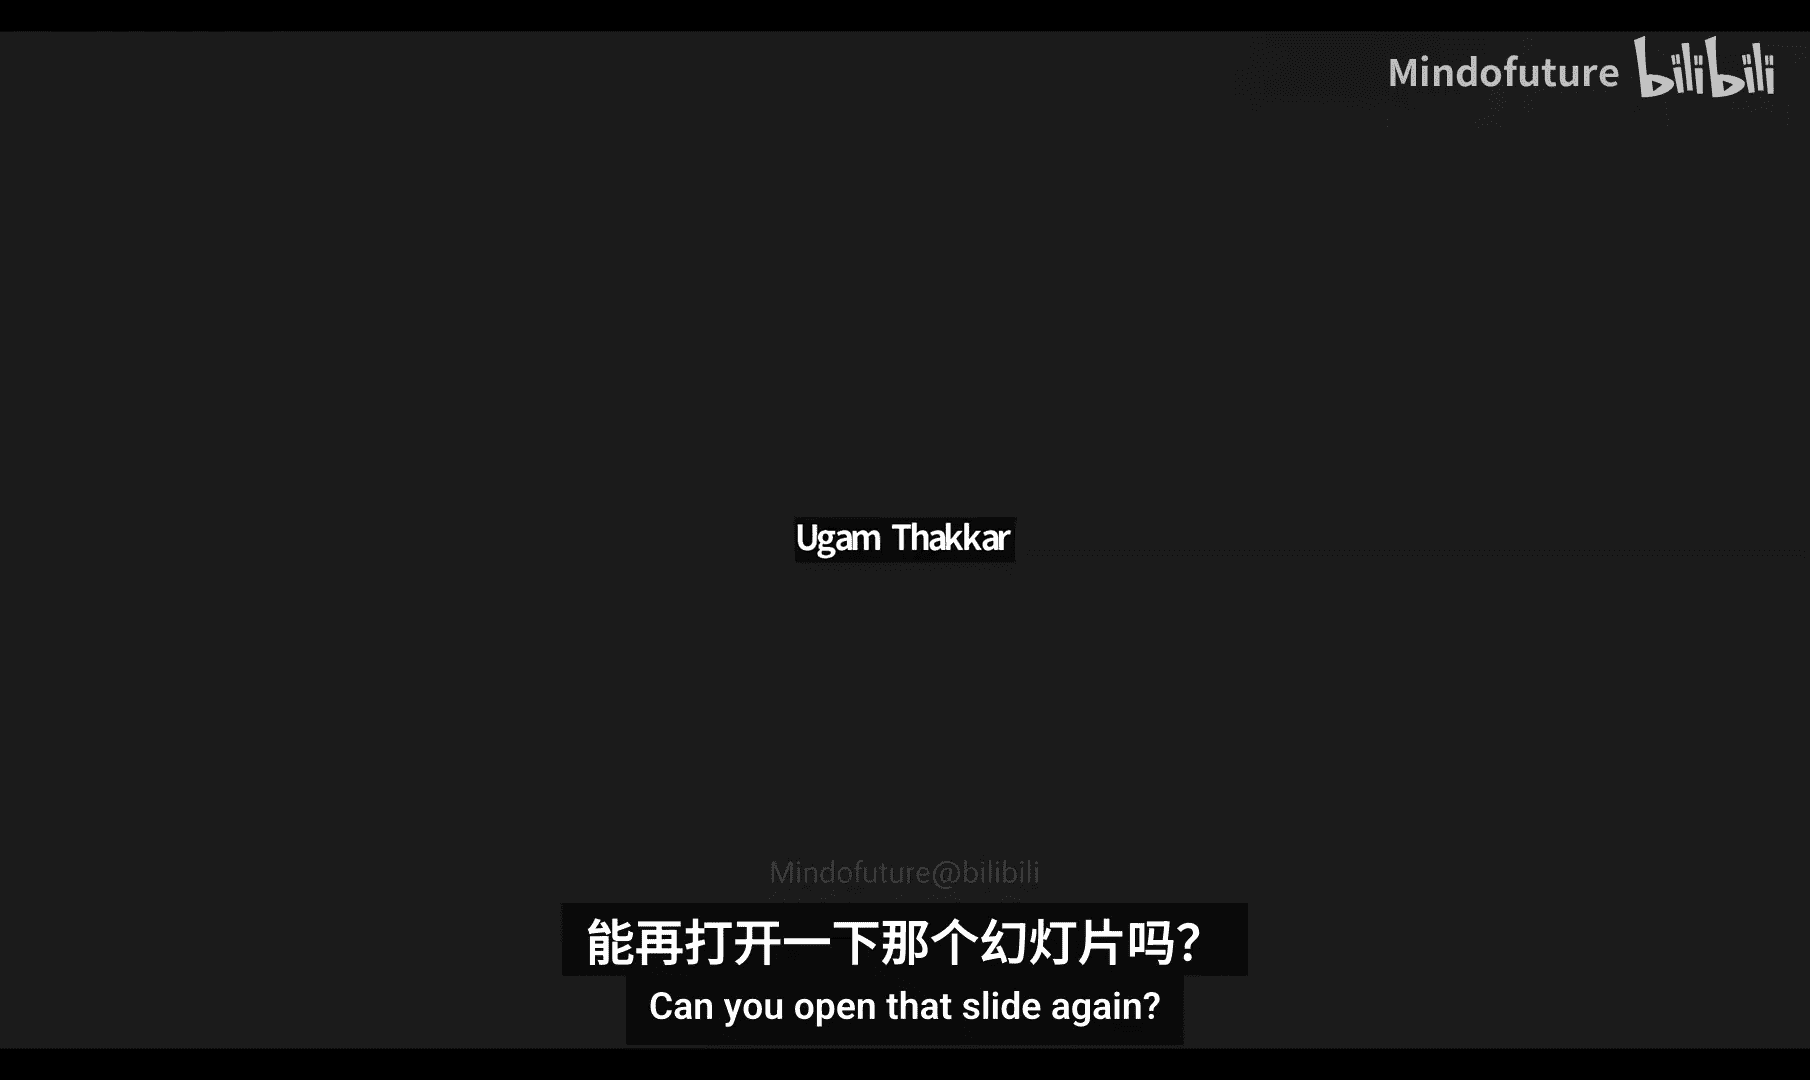 Mindofuture bilibili
Ugam Thakkar
Mindofuture@bilibili
能再打开一下那个幻灯片吗?
Can you open that slide again?